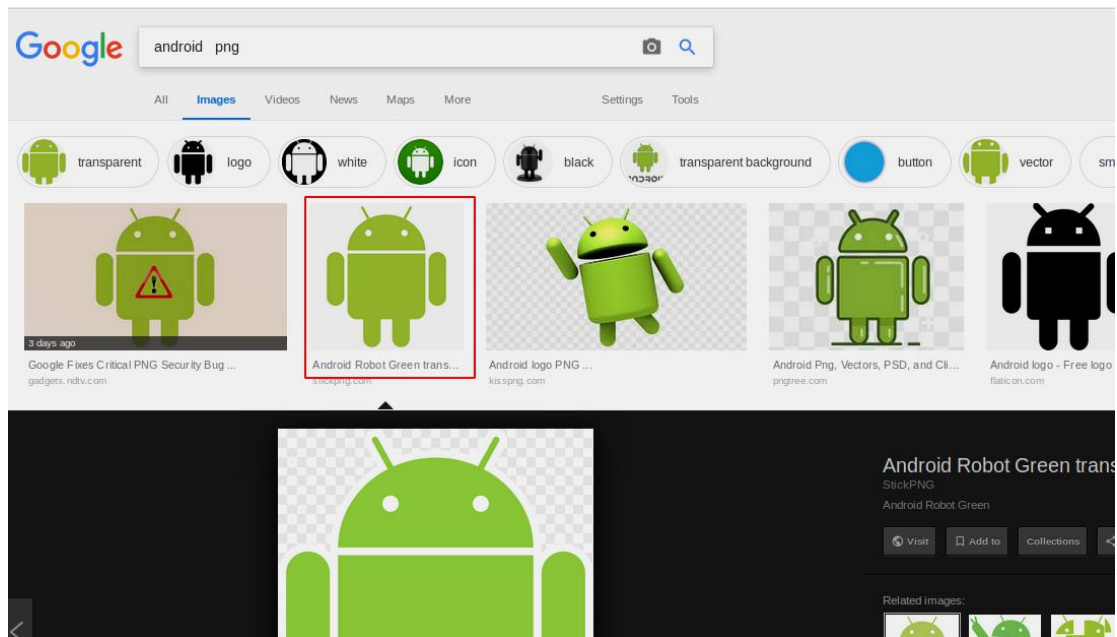 Google
android png
All Images Videos News Maps More Settings Tools
transparent logo white icon black transparent background button vector sm
3 days ago
Google Fixes Critical PNG Security Bug ... Android Robot Green trans... Android logo PNG ... Android Png, Vectors, PSD, and Cli... Android logo - Free logo
gadgets.ndtv.com stickpng.com kisspng.com pngtree.com flaticon.com
Android Robot Green trans
StickPNG
Android Robot Green
Visit Add to Collections
Related images: